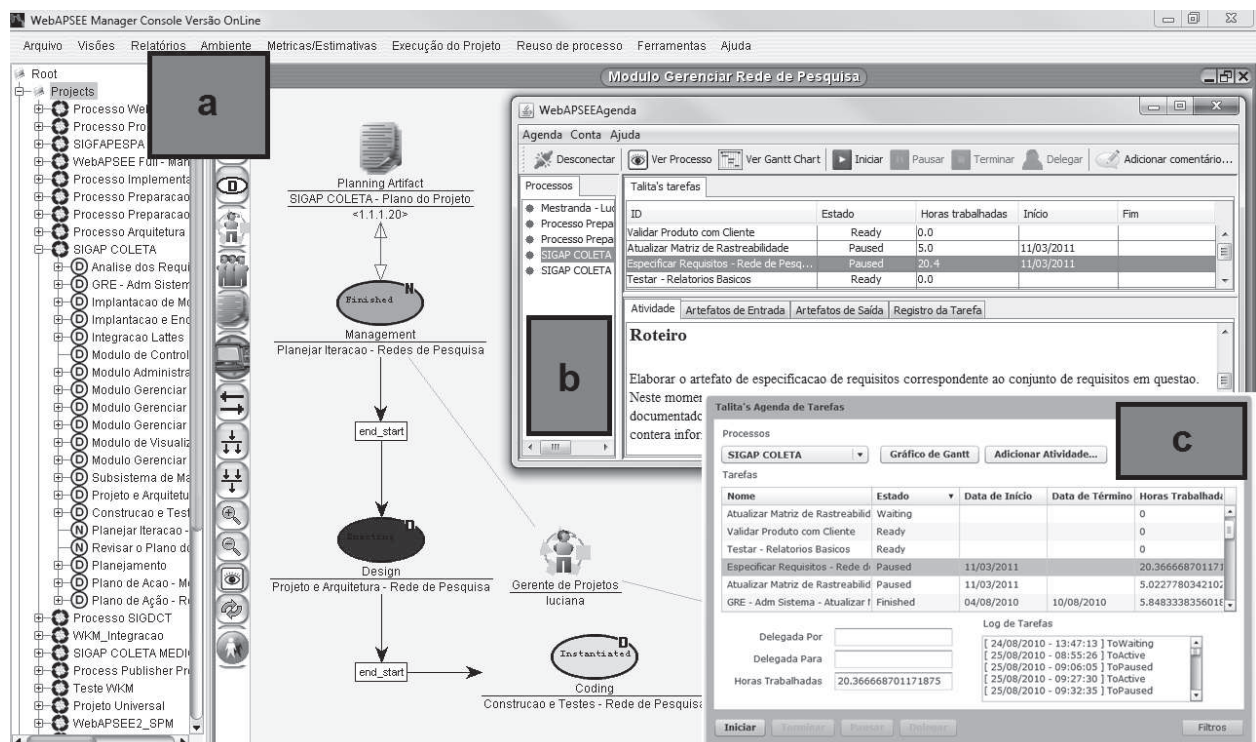 WebAPSEE Manager Console Versão OnLine
Arquivo Visões Relatórios Ambiente Metricas/Estimativas Execução do Projeto Reuso de processo Ferramentas Ajuda
Root
Projects
Processo
Processo
SIGFAPESPA
WebAPSEE Full - Man
Processo Implementa
Processo Preparacao
Processo Preparacao
Processo Arquitetura
SIGAP COLETA
D Analise dos Requi
D GRE - Adm Sistem
D Implantacao de Mo
D Implantacao e Enc
D Integracao Lattes
D Modulo de Control
D Modulo Administra
D Modulo Gerenciar
D Modulo Gerenciar
D Modulo Gerenciar
D Modulo de Visualiz
D Modulo Gerenciar
D Subsistema de Ma
D Projeto e Arquitetu
D Construcao e Test
N Planejar Iteracao -
N Revisar o Plano do
D Planejamento
D Plano de Acao - Mo
D Plano de Ação - Re
Processo SIGDCT
WKM_Integracao
SIGAP COLETA MEDI
Process Publisher Pr
Teste WKM
Projeto Universal
WebAPSEE2_SPM
a
D
Modulo Gerenciar Rede de Pesquisa
Planning Artifact
SIGAP COLETA - Plano do Projeto
<1.1.1.20>
Finished
N
Management
Planejar Iteracao - Redes de Pesquisa
end_start
D
Design
Projeto e Arquitetura - Rede de Pesquisa
Gerente de Projetos
luciana
end_start
Instantiated
D
Coding
Construcao e Testes - Rede de Pesquisa
WebAPSEEAgenda
Agenda Conta Ajuda
Desconectar Ver Processo Ver Gantt Chart Iniciar Pausar Terminar Delegar Adicionar comentário...
Processos
Mestranda - Luc
Processo Prepa
Processo Prepa
SIGAP COLETA
SIGAP COLETA
b
Talita's tarefas
ID Estado Horas trabalhadas Início Fim
Validar Produto com Cliente Ready 0.0
Atualizar Matriz de Rastreabilidade Paused 5.0 11/03/2011
Especificar Requisitos - Rede de Pesq... Paused 20.4 11/03/2011
Testar - Relatorios Basicos Ready 0.0
Atividade Artefatos de Entrada Artefatos de Saída Registro da Tarefa
Roteiro
Elaborar o artefato de especificacao de requisitos correspondente ao conjunto de requisitos em questao.
Neste momen
documentado
contera infor
Talita's Agenda de Tarefas
c
Processos
SIGAP COLETA Gráfico de Gantt Adicionar Atividade...
Tarefas
Nome Estado Data de Início Data de Término Horas Trabalhada
Atualizar Matriz de Rastreabilid Waiting 0
Validar Produto com Cliente Ready 0
Testar - Relatorios Basicos Ready 0
Especificar Requisitos - Rede d Paused 11/03/2011 20.366668701171
Atualizar Matriz de Rastreabilid Paused 11/03/2011 5.0227780342102
GRE - Adm Sistema - Atualizar Finished 04/08/2010 10/08/2010 5.8483338356018
Delegada Por
Delegada Para
Horas Trabalhadas 20.366668701171875
Log de Tarefas
[ 24/08/2010 - 13:47:13 ] ToWaiting
[ 25/08/2010 - 08:55:26 ] ToActive
[ 25/08/2010 - 09:06:05 ] ToPaused
[ 25/08/2010 - 09:27:30 ] ToActive
[ 25/08/2010 - 09:32:35 ] ToPaused
Iniciar Terminar Pausar Delegar Filtros